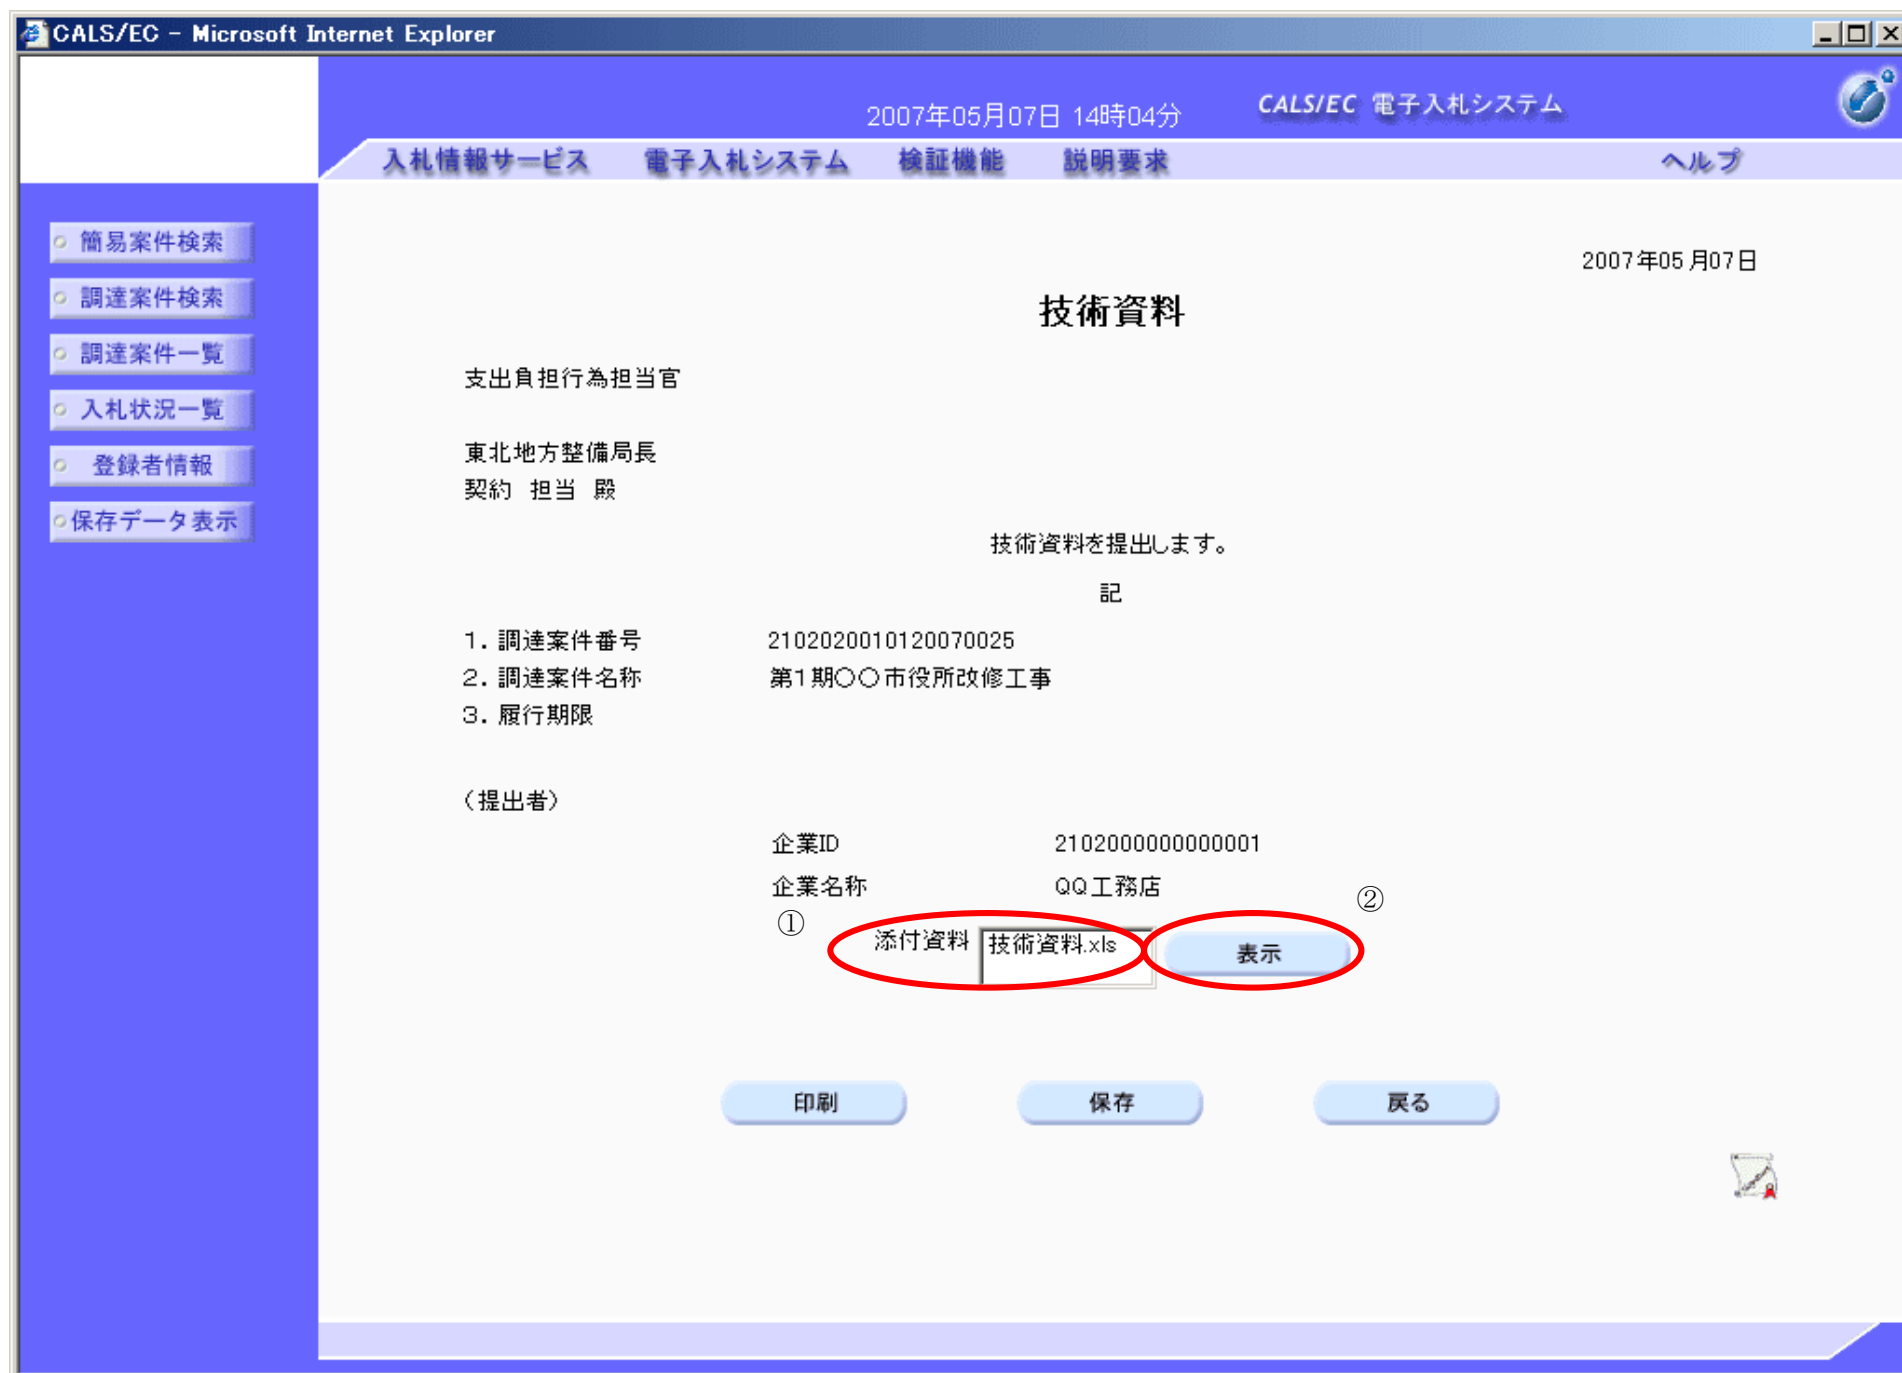 CALS/EC - Microsoft Internet Explorer
2007年05月07日 14時04分 CALS/EC 電子入札システム
入札情報サービス 電子入札システム 検証機能 説明要求 ヘルプ
簡易案件検索
調達案件検索
調達案件一覧
入札状況一覧
登録者情報
保存データ表示
2007年05月07日
技術資料
支出負担行為担当官
東北地方整備局長
契約 担当 殿
技術資料を提出します。
記
1. 調達案件番号 2102020010120070025
2. 調達案件名称 第1期〇〇市役所改修工事
3. 履行期限
(提出者)
企業ID 2102000000000001
企業名称 QQ工務店
① ②
添付資料 技術資料.xls 表示
印刷 保存 戻る